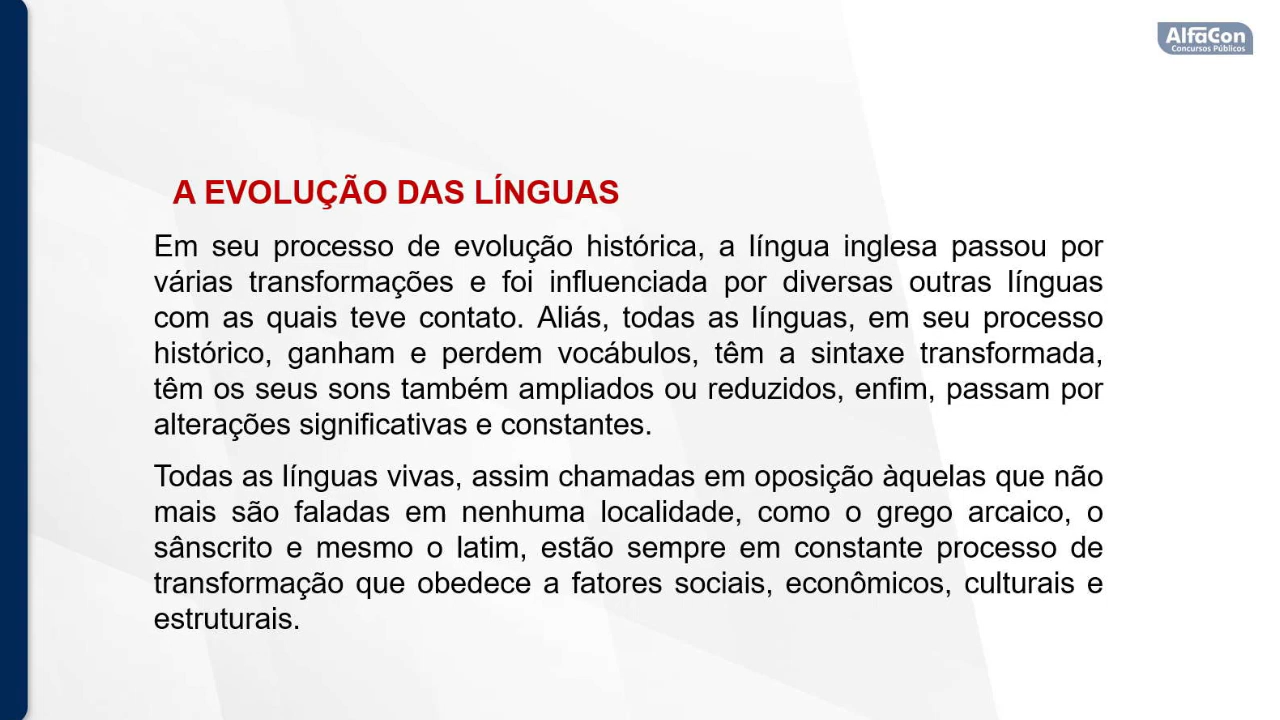 AlfaCon
Concursos Públicos
A EVOLUÇÃO DAS LÍNGUAS
Em seu processo de evolução histórica, a língua inglesa passou por
várias transformações e foi influenciada por diversas outras línguas
com as quais teve contato. Aliás, todas as línguas, em seu processo
histórico, ganham e perdem vocábulos, têm a sintaxe transformada,
têm os seus sons também ampliados ou reduzidos, enfim, passam por
alterações significativas e constantes.
Todas as línguas vivas, assim chamadas em oposição àquelas que não
mais são faladas em nenhuma localidade, como o grego arcaico, o
sânscrito e mesmo o latim, estão sempre em constante processo de
transformação que obedece a fatores sociais, econômicos, culturais e
estruturais.